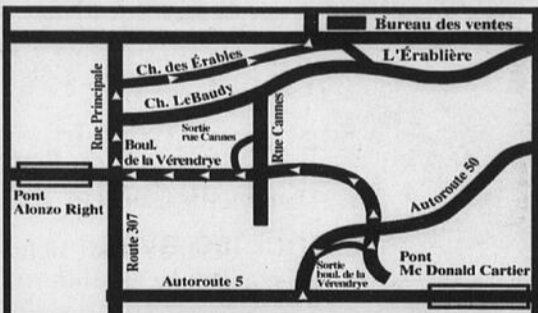 Bureau des ventes
Ch. des Érables
L'Érablière
Ch. LeBaudy
Rue Principale
Sortie
rue Cannes
Rue Cannes
Boul.
de la Vérendrye
Pont
Alonzo Right
Route 307
Autoroute 50
Sortie
boul. de la
Vérendrye
Pont
Mc Donald Cartier
Autoroute 5